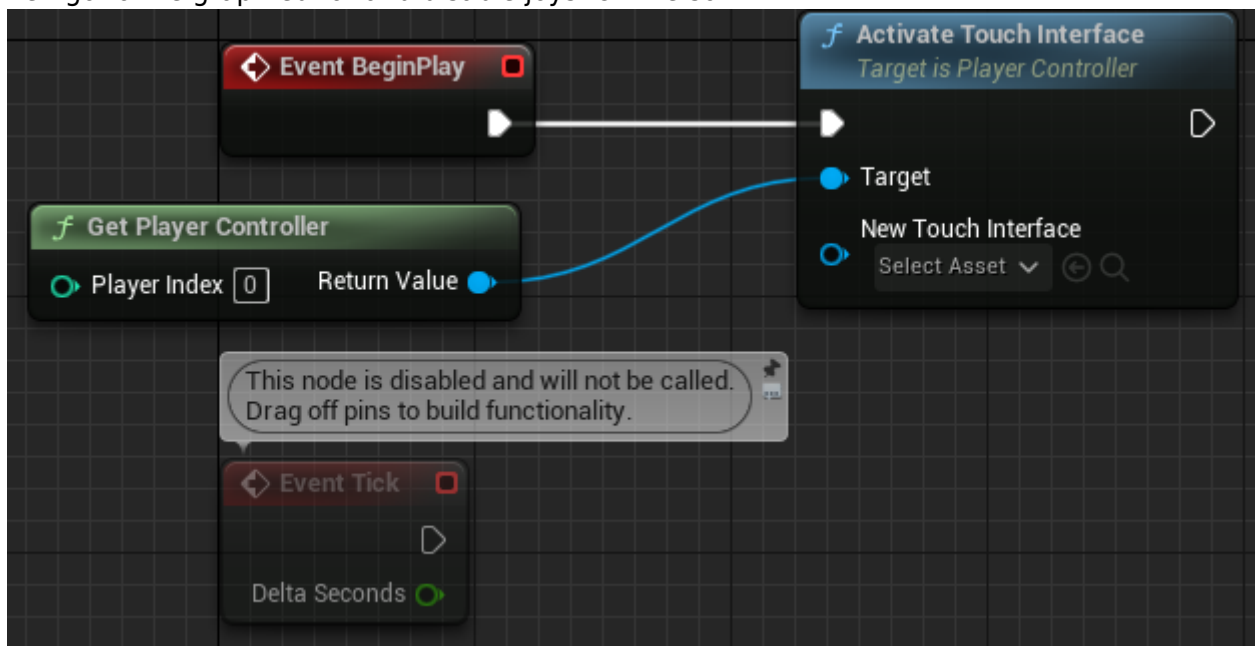 Event BeginPlay
f Activate Touch Interface
Target is Player Controller
Target
New Touch Interface
Select Asset
f Get Player Controller
Player Index 0 Return Value
This node is disabled and will not be called.
Drag off pins to build functionality.
Event Tick
Delta Seconds